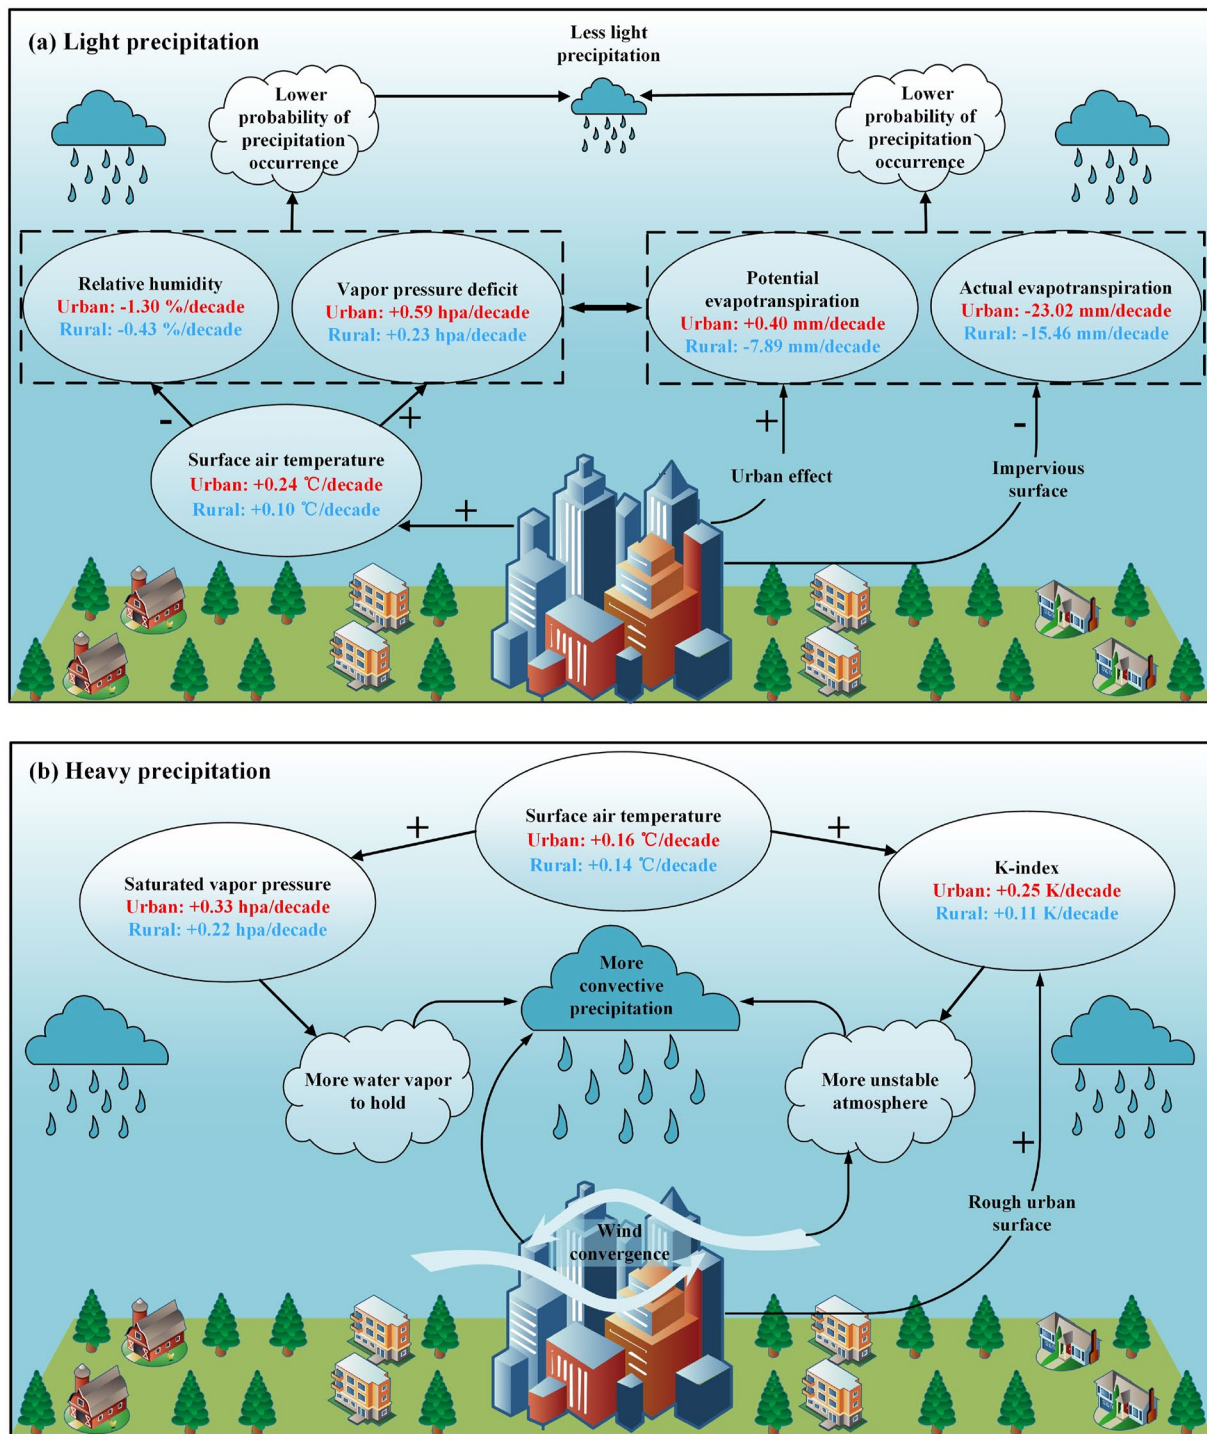 (a) Light precipitation
Less light
precipitation
Lower
probability of
precipitation
occurrence
Lower
probability of
precipitation
occurrence
Relative humidity
Urban: -1.30 %/decade
Rural: -0.43 %/decade
Vapor pressure deficit
Urban: +0.59 hpa/decade
Rural: +0.23 hpa/decade
Potential
evapotranspiration
Urban: +0.40 mm/decade
Rural: -7.89 mm/decade
Actual evapotranspiration
Urban: -23.02 mm/decade
Rural: -15.46 mm/decade
-
+
+
-
Surface air temperature
Urban: +0.24 ℃/decade
Rural: +0.10 ℃/decade
+
Urban effect
Impervious
surface
(b) Heavy precipitation
Surface air temperature
Urban: +0.16 ℃/decade
Rural: +0.14 ℃/decade
+
+
Saturated vapor pressure
Urban: +0.33 hpa/decade
Rural: +0.22 hpa/decade
K-index
Urban: +0.25 K/decade
Rural: +0.11 K/decade
More
convective
precipitation
More water vapor
to hold
More unstable
atmosphere
+
Rough urban
surface
Wind
convergence